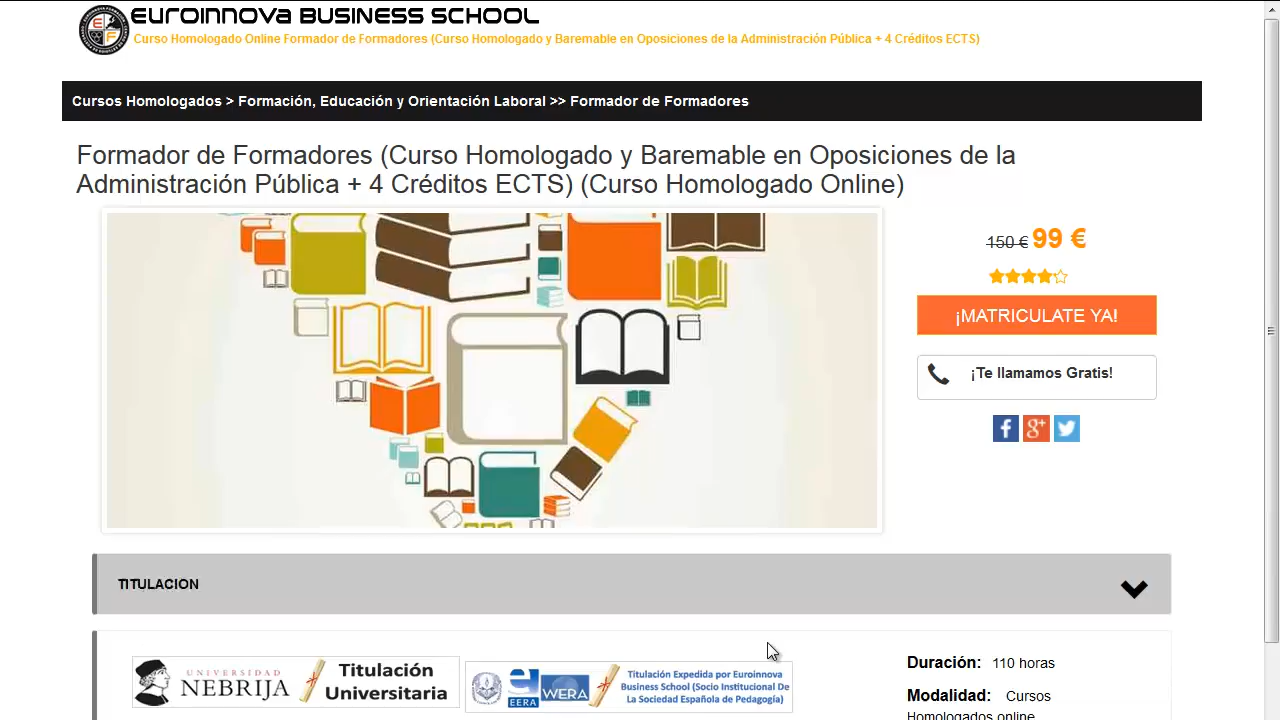 EUROINNOVA BUSINESS SCHOOL
Curso Homologado Online Formador de Formadores (Curso Homologado y Baremable en Oposiciones de la Administración Pública + 4 Créditos ECTS)
Cursos Homologados > Formación, Educación y Orientación Laboral >> Formador de Formadores
Formador de Formadores (Curso Homologado y Baremable en Oposiciones de la
Administración Pública + 4 Créditos ECTS) (Curso Homologado Online)
150 € 99 €
¡MATRICULATE YA!
¡Te llamamos Gratis!
TITULACION
UNIVERSIDAD
NEBRIJA
Titulación
Universitaria
EERA
WERA
Titulación Expedida por Euroinnova
Business School (Socio Institucional De
La Sociedad Española de Pedagogía)
Duración: 110 horas
Modalidad: Cursos
Homologados online